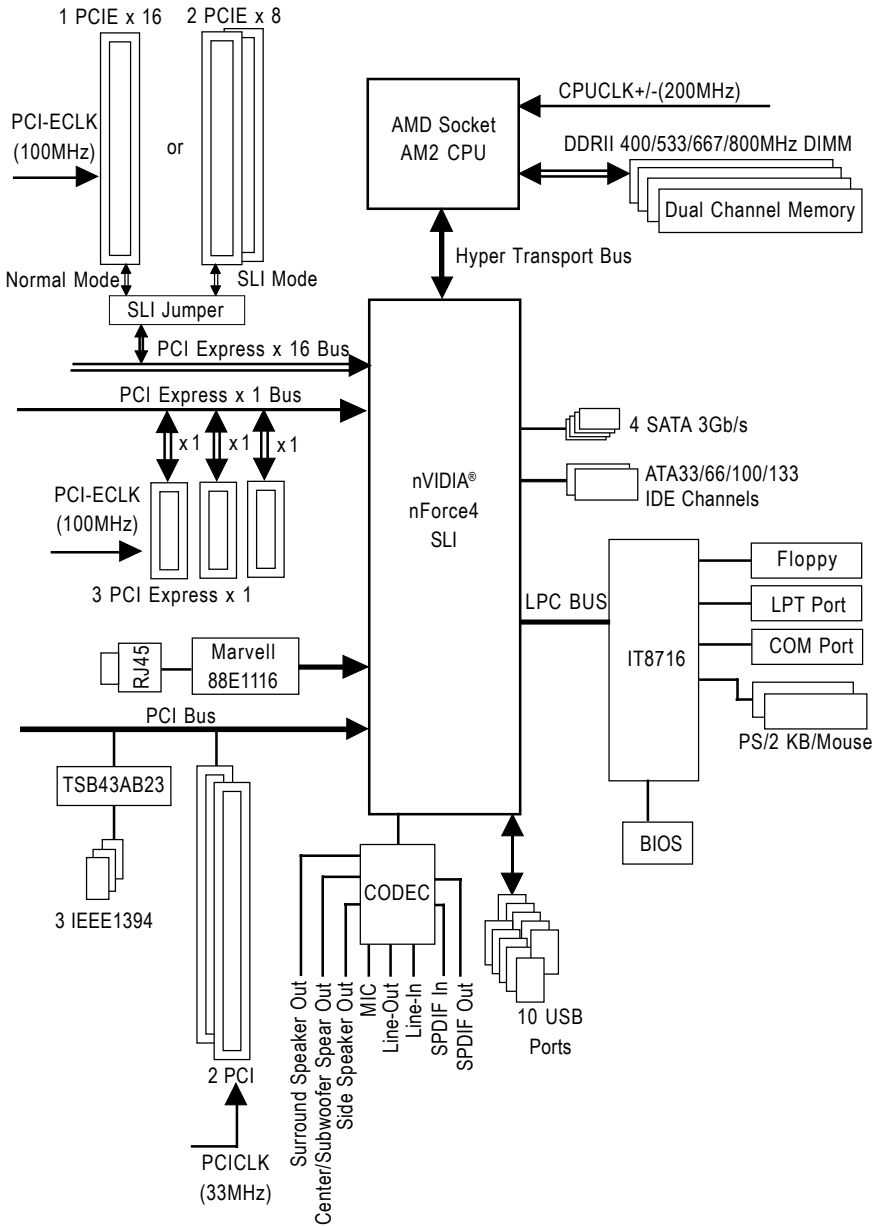 1 PCIE x 16
2 PCIE x 8
PCI-ECLK
(100MHz)
or
Normal Mode
SLI Mode
SLI Jumper
PCI Express x 16 Bus
AMD Socket
AM2 CPU
CPUCLK+/-(200MHz)
DDRII 400/533/667/800MHz DIMM
Dual Channel Memory
Hyper Transport Bus
PCI Express x 1 Bus
x1
x1
x1
PCI-ECLK
(100MHz)
3 PCI Express x 1
nVIDIA®
nForce4
SLI
4 SATA 3Gb/s
ATA33/66/100/133
IDE Channels
LPC BUS
IT8716
Floppy
LPT Port
COM Port
PS/2 KB/Mouse
BIOS
RJ45
Marvell
88E1116
PCI Bus
TSB43AB23
3 IEEE1394
2 PCI
PCICLK
(33MHz)
CODEC
Surround Speaker Out
Center/Subwoofer Spear Out
Side Speaker Out
MIC
Line-Out
Line-In
SPDIF In
SPDIF Out
10 USB
Ports